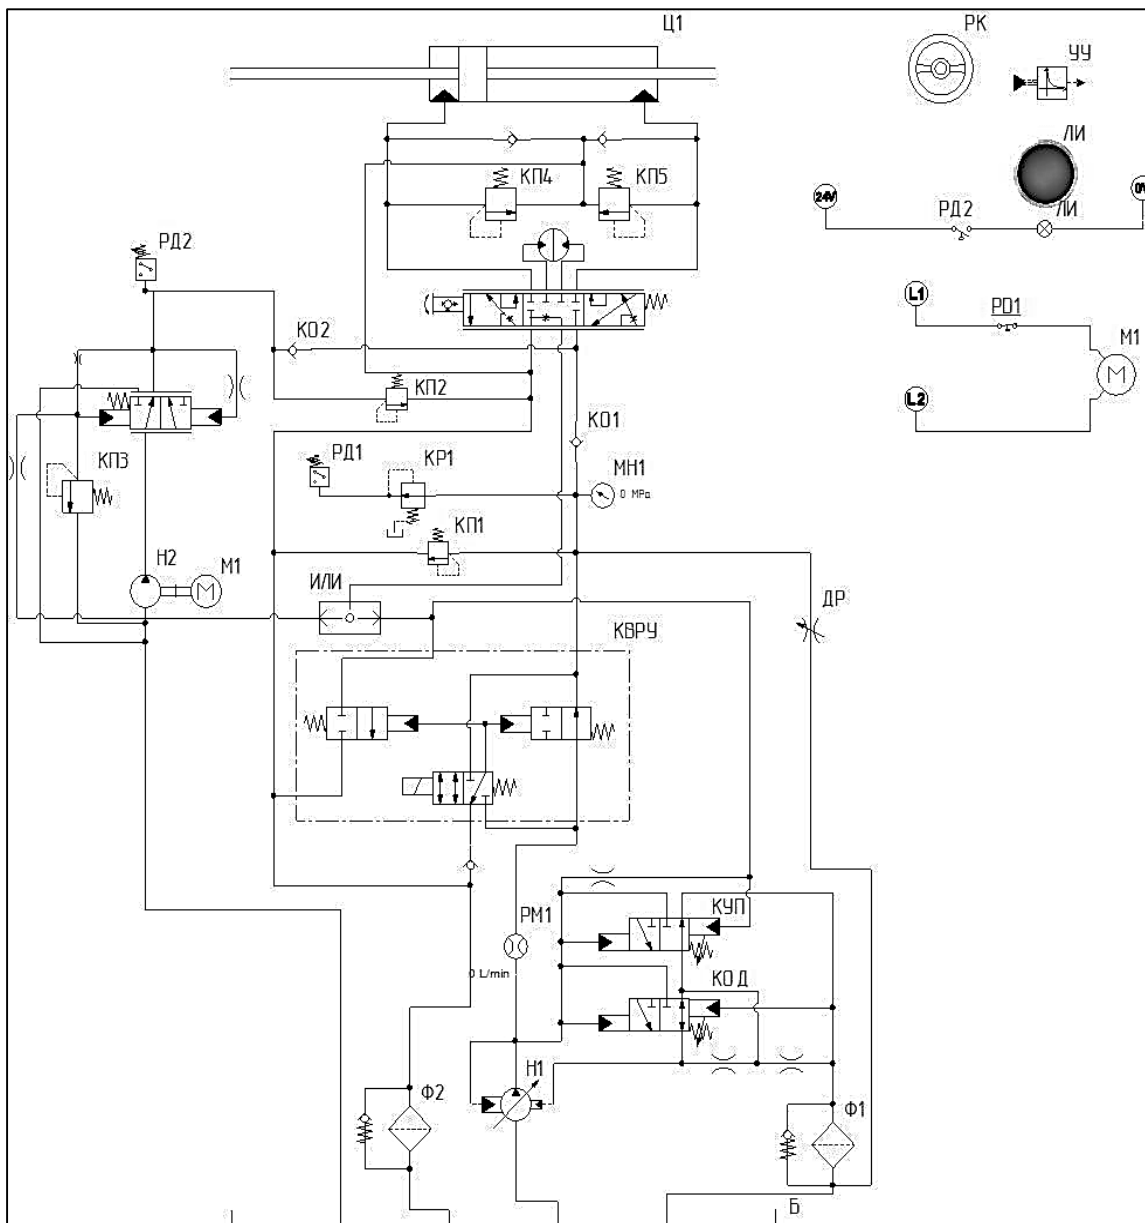 Ц1
РК
УУ
ЛИ
КП4
КП5
24V
РД2
ЛИ
0V
РД2
L1
PD1
М1
M
КО2
КП2
L2
КО1
КП3
РД1
КР1
МН1
0 MPa
КП1
Н2
М1
M
ИЛИ
ДР
КВРУ
КУП
РМ1
0 L/min
КОД
Н1
Ф2
Ф1
Б